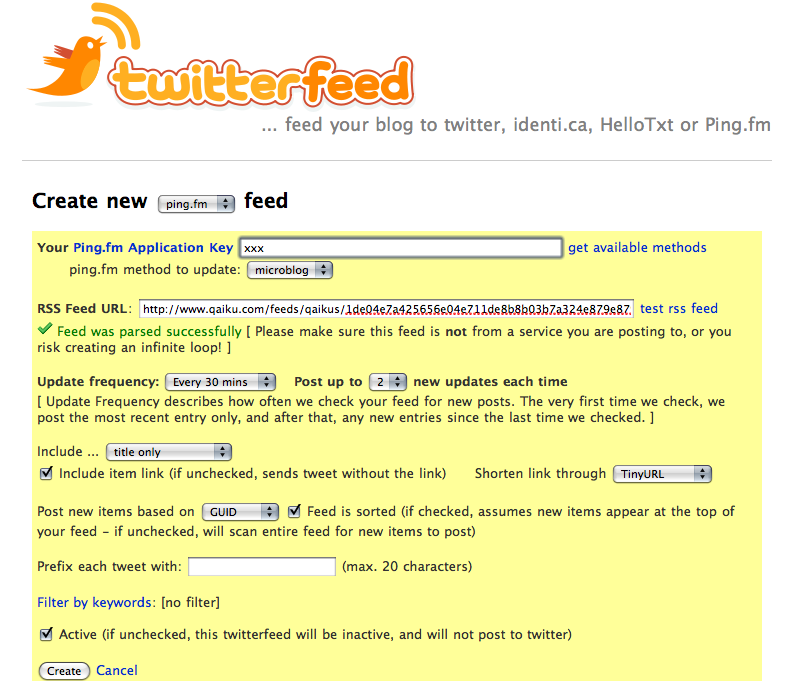 twitterfeed
... feed your blog to twitter, identi.ca, HelloTxt or Ping.fm
Create new ping.fm feed
Your Ping.fm Application Key xxx get available methods
ping.fm method to update: microblog
RSS Feed URL: http://www.qaiku.com/feeds/qaikus/1de04e7a425656e04e711de8b8b03b7a324e879e87 test rss feed
Feed was parsed successfully [ Please make sure this feed is not from a service you are posting to, or you
risk creating an infinite loop! ]
Update frequency: Every 30 mins Post up to 2 new updates each time
[ Update Frequency describes how often we check your feed for new posts. The very first time we check, we
post the most recent entry only, and after that, any new entries since the last time we checked. ]
Include ... title only
Include item link (if unchecked, sends tweet without the link) Shorten link through TinyURL
Post new items based on GUID Feed is sorted (if checked, assumes new items appear at the top of
your feed – if unchecked, will scan entire feed for new items to post)
Prefix each tweet with: (max. 20 characters)
Filter by keywords: [no filter]
Active (if unchecked, this twitterfeed will be inactive, and will not post to twitter)
Create Cancel